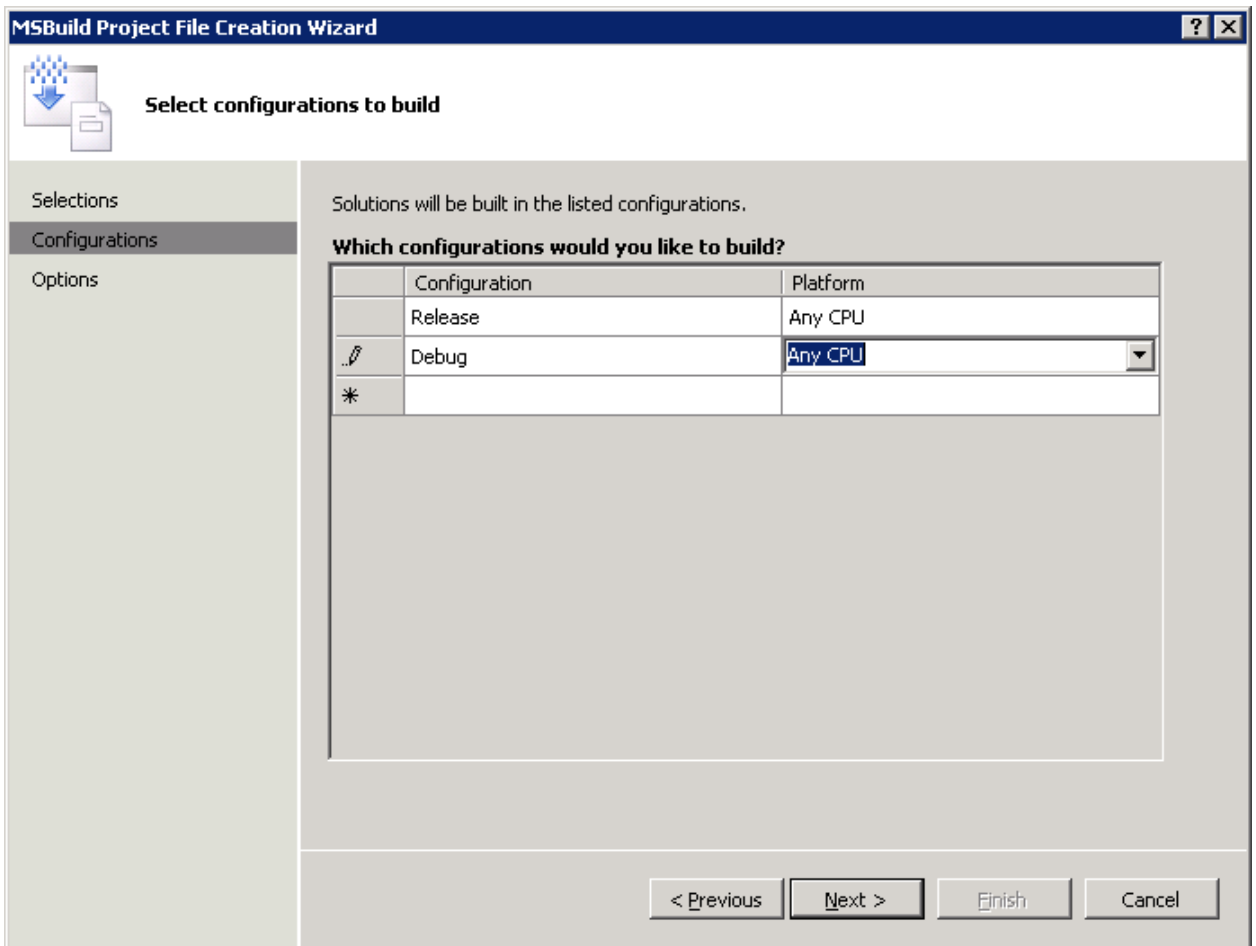 MSBuild Project File Creation Wizard
Select configurations to build
Selections
Configurations
Options
Solutions will be built in the listed configurations.
Which configurations would you like to build?
Configuration Platform
Release Any CPU
Debug Any CPU
< Previous Next > Finish Cancel